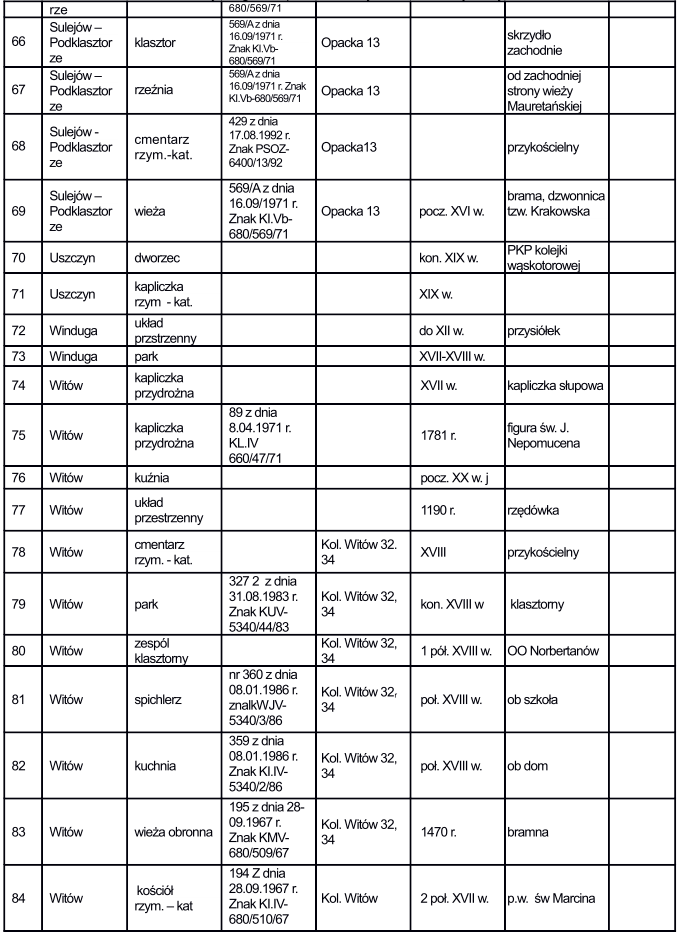 rze 680/569/71
66 Sulejów – Podklasztor ze klasztor 569/A z dnia 16.09/1971 r. Znak Kl.Vb- 680/569/71 Opacka 13 skrzydło zachodnie
67 Sulejów – Podklasztor ze rzeźnia 569/A z dnia 16.09/1971 r. Znak Kl.Vb-680/569/71 Opacka 13 od zachodniej strony wieży Mauretańskiej
68 Sulejów - Podklasztor ze cmentarz rzym.-kat. 429 z dnia 17.08.1992 r. Znak PSOZ- 6400/13/92 Opacka13 przykościelny
69 Sulejów – Podklasztor ze wieża 569/A z dnia 16.09/1971 r. Znak Kl.Vb- 680/569/71 Opacka 13 pocz. XVI w. brama, dzwonnica tzw. Krakowska
70 Uszczyn dworzec kon. XIX w. PKP kolejki wąskotorowej
71 Uszczyn kapliczka rzym - kat. XIX w.
72 Winduga układ przstrzenny do XII w. przysiółek
73 Winduga park XVII-XVIII w.
74 Witów kapliczka przydrożna XVII w. kapliczka słupowa
75 Witów kapliczka przydrożna 89 z dnia 8.04.1971 r. KL.IV 660/47/71 1781 r. figura św. J. Nepomucena
76 Witów kuźnia pocz. XX w. j
77 Witów układ przestrzenny 1190 r. rzędówka
78 Witów cmentarz rzym. - kat. Kol. Witów 32. 34 XVIII przykościelny
79 Witów park 327 2 z dnia 31.08.1983 r. Znak KUV- 5340/44/83 Kol. Witów 32, 34 kon. XVIII w klasztorny
80 Witów zespól klasztorny Kol. Witów 32, 34 1 pół. XVIII w. OO Norbertanów
81 Witów spichlerz nr 360 z dnia 08.01.1986 r. znalkWJV- 5340/3/86 Kol. Witów 32, 34 poł. XVIII w. ob szkoła
82 Witów kuchnia 359 z dnia 08.01.1986 r. Znak Kl.IV- 5340/2/86 Kol. Witów 32, 34 poł. XVIII w. ob dom
83 Witów wieża obronna 195 z dnia 28- 09.1967 r. Znak KMV- 680/509/67 Kol. Witów 32, 34 1470 r. bramna
84 Witów kościół rzym. – kat 194 Z dnia 28.09.1967 r. Znak Kl.IV- 680/510/67 Kol. Witów 2 poł. XVII w. p.w. św Marcina